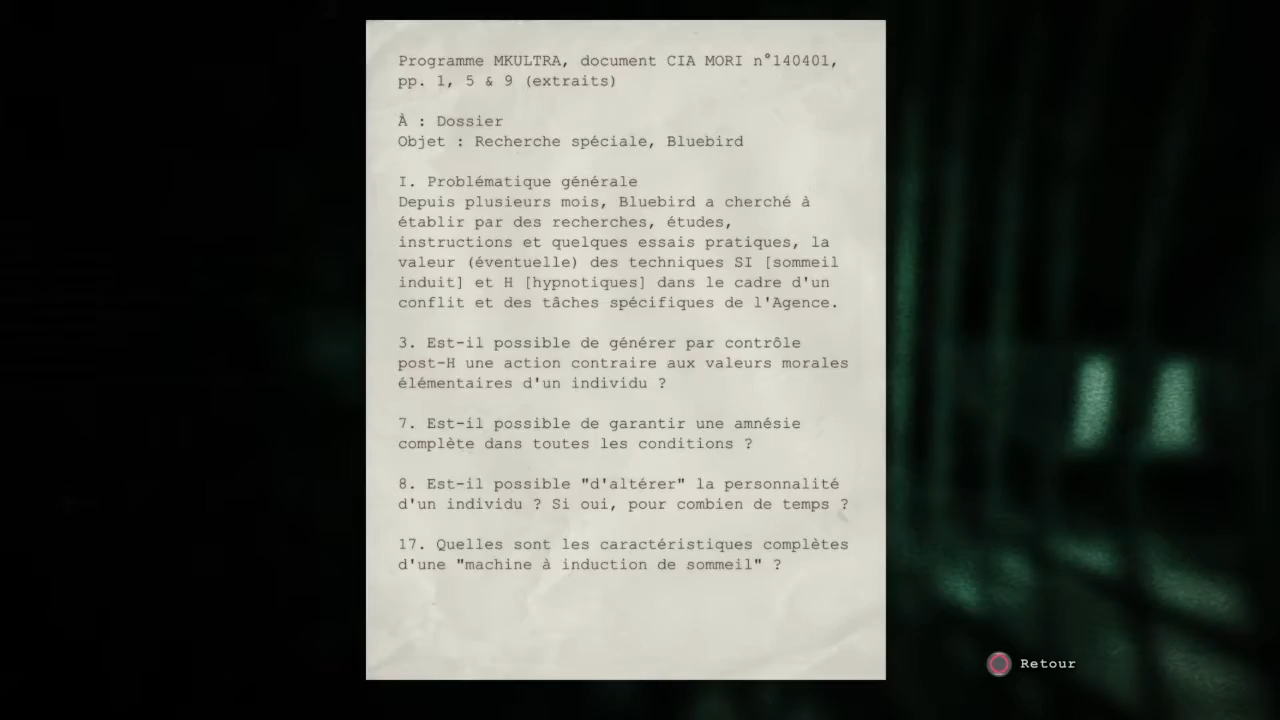 Programme MKULTRA, document CIA MORI n°140401,
pp. 1, 5 & 9 (extraits)
À : Dossier
Objet : Recherche spéciale, Bluebird
I. Problématique générale
Depuis plusieurs mois, Bluebird a cherché à
établir par des recherches, études,
instructions et quelques essais pratiques, la
valeur (éventuelle) des techniques SI [sommeil
induit] et H [hypnotiques] dans le cadre d'un
conflit et des tâches spécifiques de l'Agence.
3. Est-il possible de générer par contrôle
post-H une action contraire aux valeurs morales
élémentaires d'un individu ?
7. Est-il possible de garantir une amnésie
complète dans toutes les conditions ?
8. Est-il possible "d'altérer" la personnalité
d'un individu ? Si oui, pour combien de temps ?
17. Quelles sont les caractéristiques complètes
d'une "machine à induction de sommeil" ?
Retour